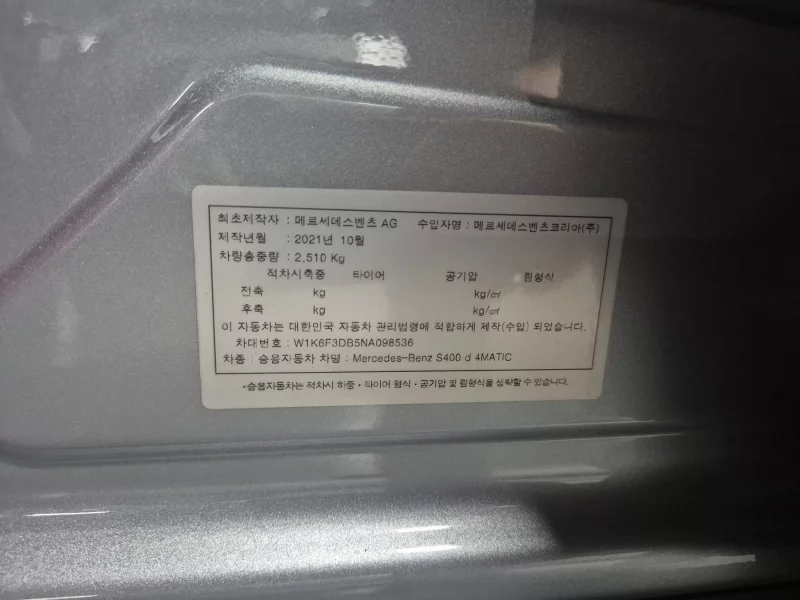 최초제작자 : 메르세데스벤츠 AG 수입자명 : 메르세데스벤츠코리아(주)
제작년월 : 2021년 10월
차량총중량 : 2,510 Kg
적차시축중 타이어 공기압 림형식
전축 kg kg/㎠
후축 kg kg/㎠
이 자동차는 대한민국 자동차 관리법령에 적합하게 제작(수입) 되었습니다.
차대번호 : W1K6F3DB5NA098536
차종 : 승용자동차 차명 : Mercedes-Benz S400 d 4MATIC
*승용자동차는 적차시 하중·타이어 형식·공기압 및 림형식을 생략할 수 있습니다.